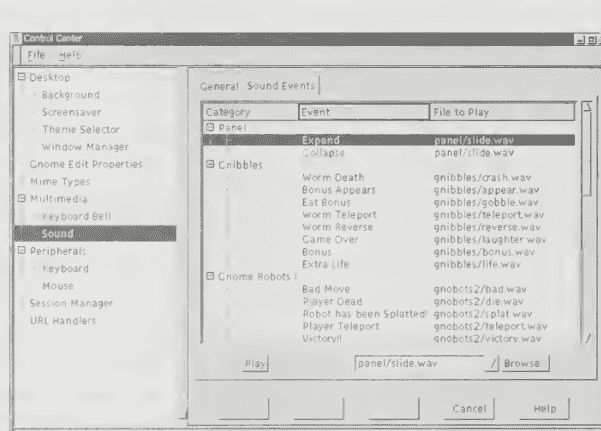 Control Center
File Help
Desktop
Background
Screensaver
Theme Selector
Window Manager
Gnome Edit Properties
Mime Types
Multimedia
Keyboard Bell
Sound
Peripherals
Keyboard
Mouse
Session Manager
URL Handlers
General Sound Events
Category Event File to Play
Panel
Expand panel/slide.wav
Collapse panel/slide.wav
Gnibbles
Worm Death gnibbles/crash.wav
Bonus Appears gnibbles/appear.wav
Eat Bonus gnibbles/gobble.wav
Worm Teleport gnibbles/teleport.wav
Worm Reverse gnibbles/reverse.wav
Game Over gnibbles/laughter.wav
Bonus gnibbles/bonus.wav
Extra Life gnibbles/life.wav
Gnome Robots I
Bad Move gnobots2/bad.wav
Player Dead gnobots2/die.wav
Robot has been Splatted! gnobots2/splat.wav
Player Teleport gnobots2/teleport.wav
Victory!! gnobots2/victory.wav
Play panel/slide.wav Browse
Cancel Help